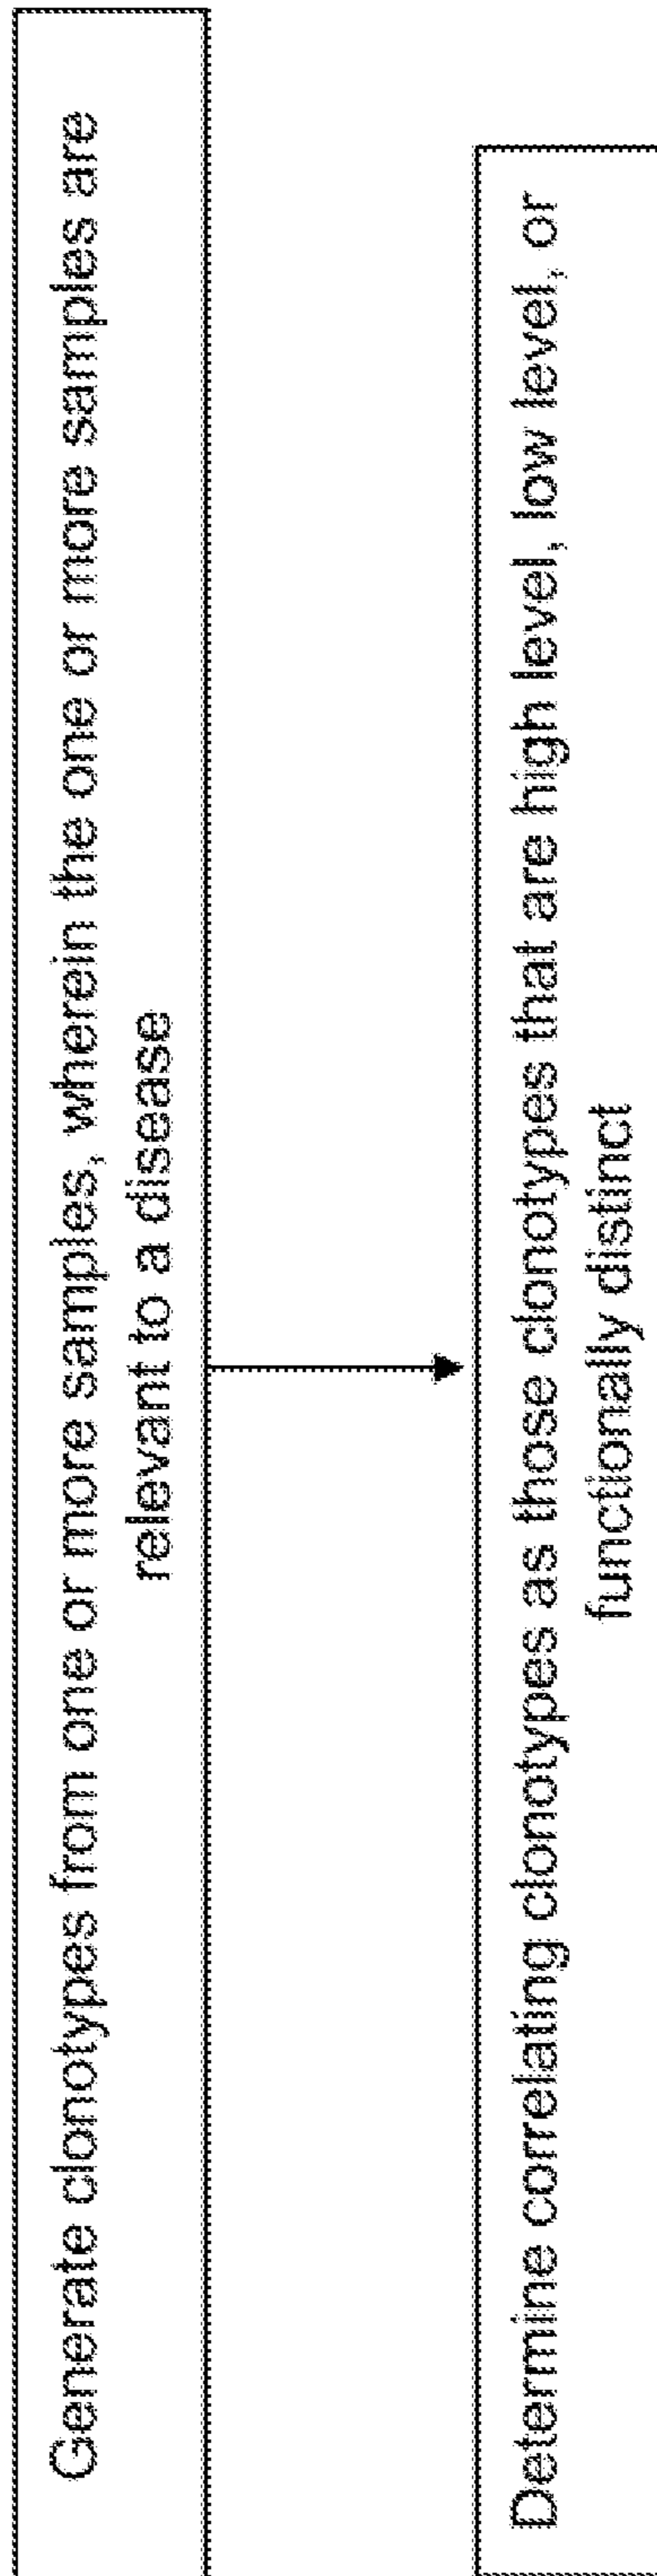 Generate clonotypes from one or more samples, wherein the one or more samples are
relevant to a disease
Determine correlating clonotypes as those clonotypes that are high level, low level, or
functionally distinct